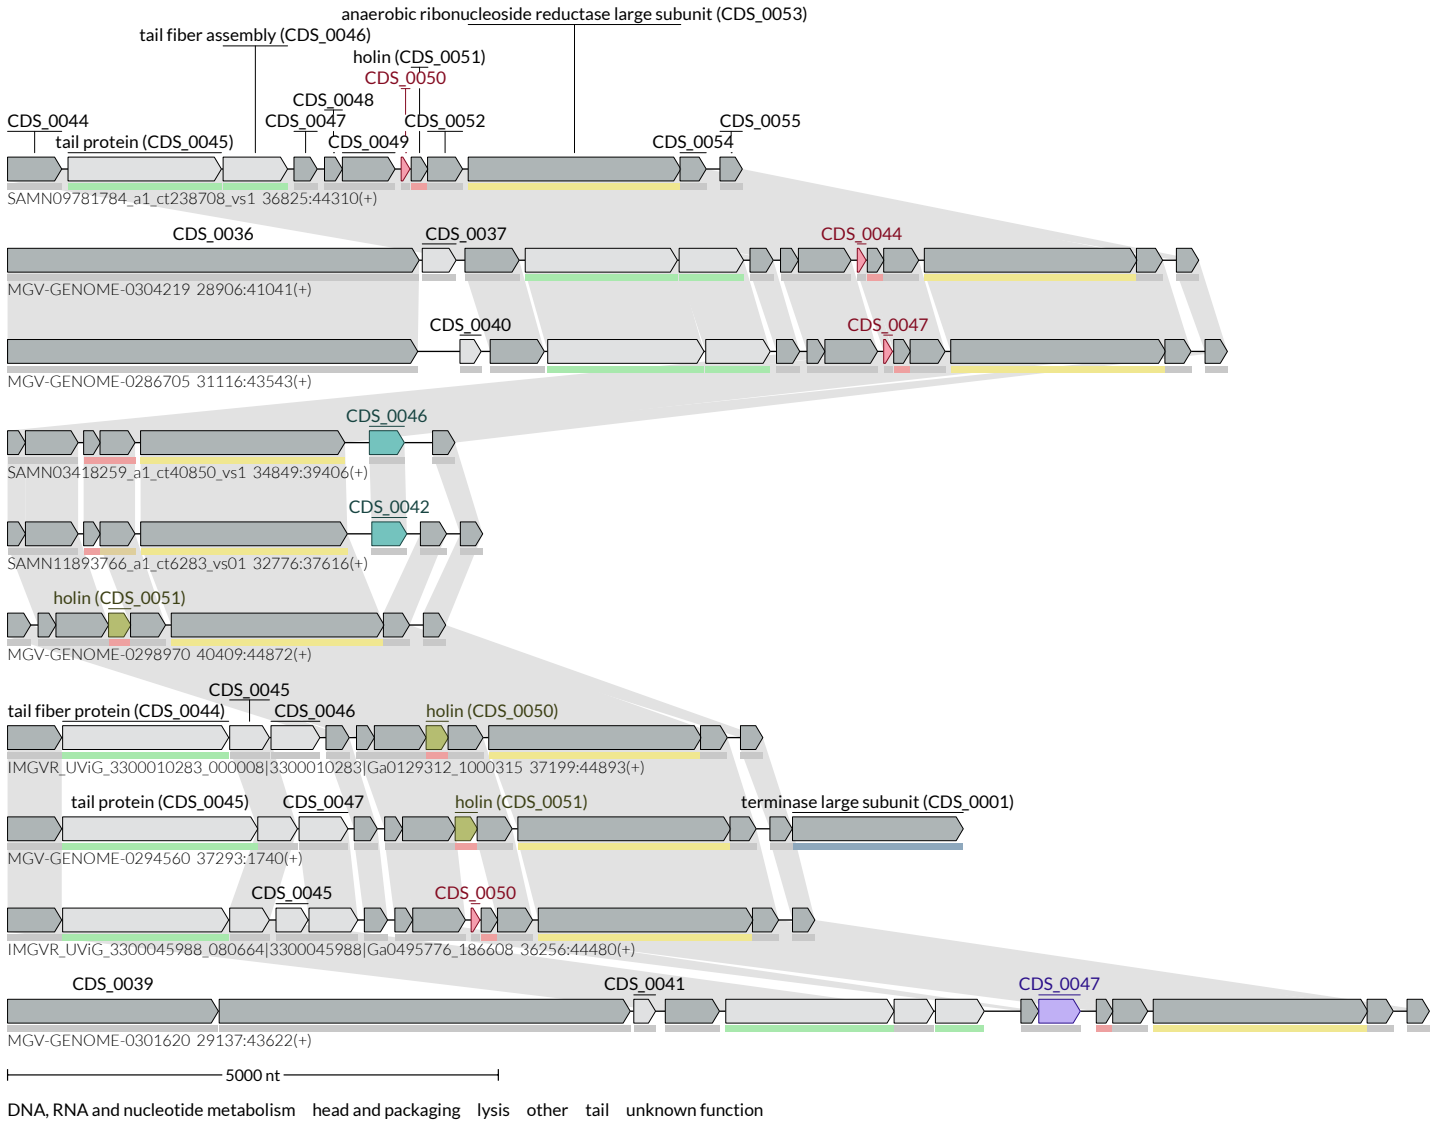 anaerobic ribonucleoside reductase large subunit (CDS_0053)
tail fiber assembly (CDS_0046)
holin (CDS_0051)
CDS_0050
CDS_0048
CDS_0044 CDS_0047 CDS_0052 CDS_0055
tail protein (CDS_0045) CDS_0049 CDS_0054
SAMN09781784_a1_ct238708_vs1 36825:44310(+)
CDS_0036 CDS_0037 CDS_0044
MGV-GENOME-0304219 28906:41041(+)
CDS_0040 CDS_0047
MGV-GENOME-0286705 31116:43543(+)
CDS_0046
SAMN03418259_a1_ct40850_vs1 34849:39406(+)
CDS_0042
SAMN11893766_a1_ct6283_vs01 32776:37616(+)
holin (CDS_0051)
MGV-GENOME-0298970 40409:44872(+)
CDS_0045
tail fiber protein (CDS_0044) CDS_0046 holin (CDS_0050)
IMGVR_UViG_3300010283_000008|3300010283|Ga0129312_1000315 37199:44893(+)
tail protein (CDS_0045) CDS_0047 holin (CDS_0051) terminase large subunit (CDS_0001)
MGV-GENOME-0294560 37293:1740(+)
CDS_0045 CDS_0050
IMGVR_UViG_3300045988_080664|3300045988|Ga0495776_186608 36256:44480(+)
CDS_0039 CDS_0041 CDS_0047
MGV-GENOME-0301620 29137:43622(+)
5000 nt
DNA, RNA and nucleotide metabolism head and packaging lysis other tail unknown function